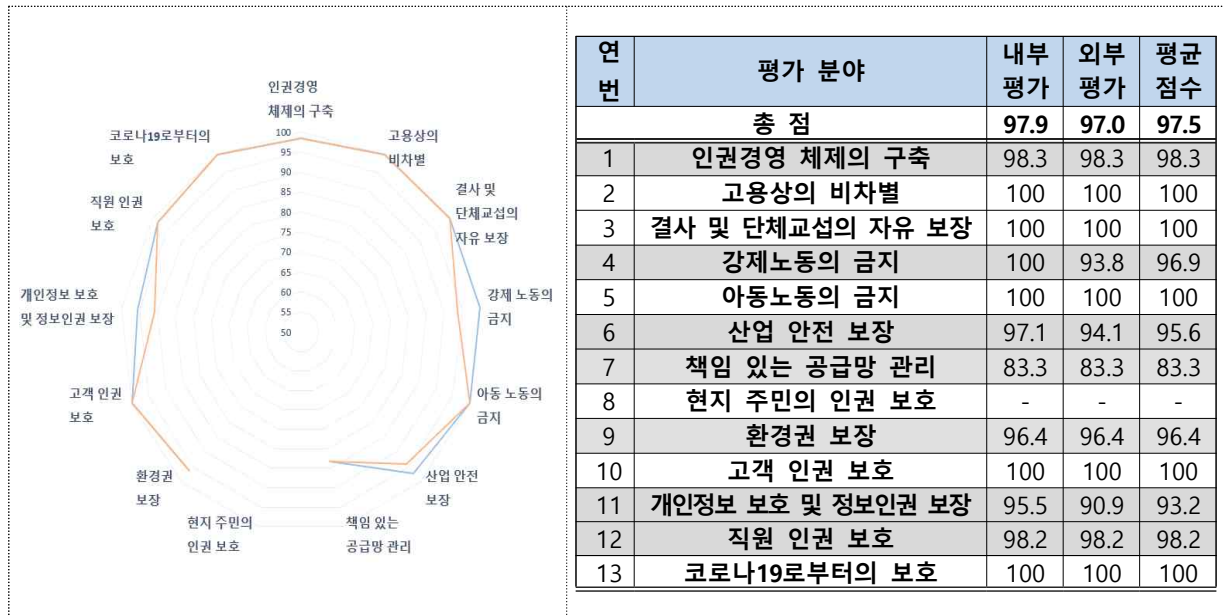 인권경영
체제의 구축
고용상의
비차별
결사 및
단체교섭의
자유 보장
강제 노동의
금지
아동 노동의
금지
산업 안전
보장
책임 있는
공급망 관리
현지 주민의
인권 보호
환경권
보장
고객 인권
보호
개인정보 보호
및 정보인권 보장
직원 인권
보호
코로나19로부터의
보호
100
95
90
85
80
75
70
65
60
55
50
연번 평가 분야 내부평가 외부평가 평균점수
총 점 97.9 97.0 97.5
1 인권경영 체제의 구축 98.3 98.3 98.3
2 고용상의 비차별 100 100 100
3 결사 및 단체교섭의 자유 보장 100 100 100
4 강제노동의 금지 100 93.8 96.9
5 아동노동의 금지 100 100 100
6 산업 안전 보장 97.1 94.1 95.6
7 책임 있는 공급망 관리 83.3 83.3 83.3
8 현지 주민의 인권 보호 - - -
9 환경권 보장 96.4 96.4 96.4
10 고객 인권 보호 100 100 100
11 개인정보 보호 및 정보인권 보장 95.5 90.9 93.2
12 직원 인권 보호 98.2 98.2 98.2
13 코로나19로부터의 보호 100 100 100